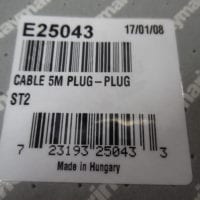 E25043 17/01/08
CABLE 5M PLUG-PLUG
ST2
7 23193 25043 3
Made in Hungary